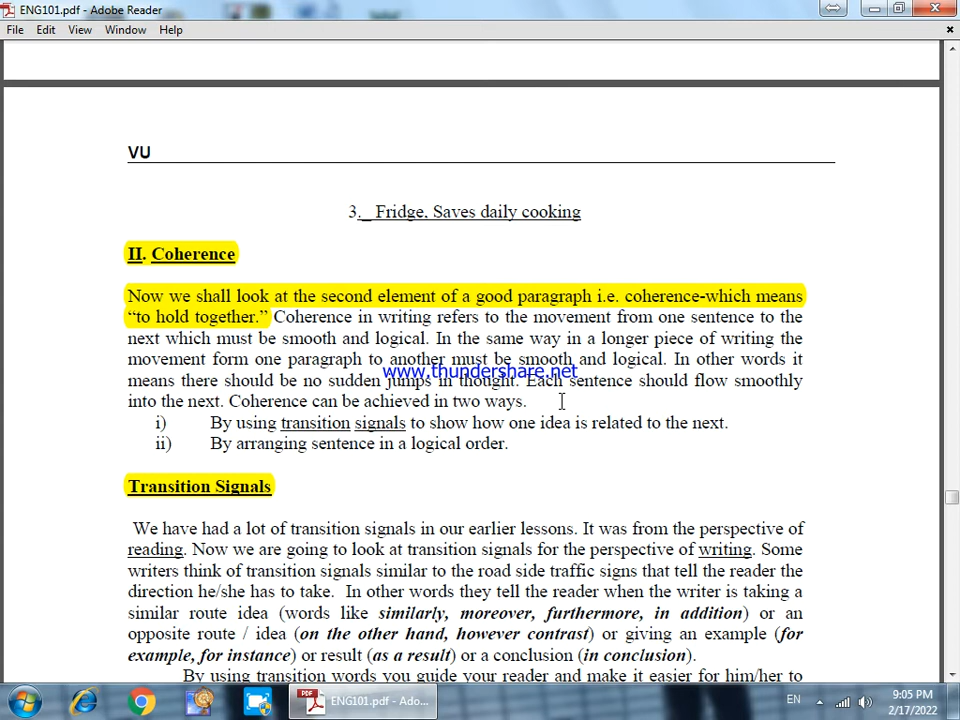 ENG101.pdf - Adobe Reader
File Edit View Window Help
VU
3._ Fridge. Saves daily cooking
II. Coherence
Now we shall look at the second element of a good paragraph i.e. coherence-which means
“to hold together.” Coherence in writing refers to the movement from one sentence to the
next which must be smooth and logical. In the same way in a longer piece of writing the
movement form one paragraph to another must be smooth and logical. In other words it
www.thundershare.net
means there should be no sudden jumps in thought. Each sentence should flow smoothly
into the next. Coherence can be achieved in two ways.
i) By using transition signals to show how one idea is related to the next.
ii) By arranging sentence in a logical order.
Transition Signals
We have had a lot of transition signals in our earlier lessons. It was from the perspective of
reading. Now we are going to look at transition signals for the perspective of writing. Some
writers think of transition signals similar to the road side traffic signs that tell the reader the
direction he/she has to take. In other words they tell the reader when the writer is taking a
similar route idea (words like similarly, moreover, furthermore, in addition) or an
opposite route / idea (on the other hand, however contrast) or giving an example (for
example, for instance) or result (as a result) or a conclusion (in conclusion).
By using transition words you guide your reader and make it easier for him/her to
ENG101.pdf - Ado...
EN
9:05 PM
2/17/2022